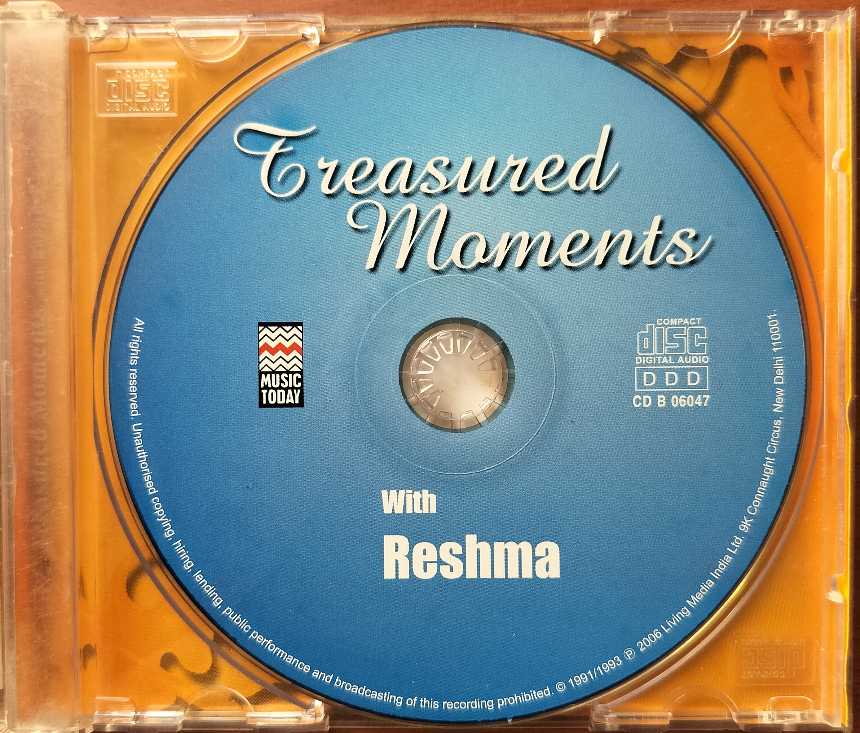 COMPACT
disc
DIGITAL AUDIO
Treasured
Moments
MUSIC
TODAY
COMPACT
disc
DIGITAL AUDIO
DDD
CD B 06047
With
Reshma
All rights reserved. Unauthorised copying, hiring, lending, public performance and broadcasting of this recording prohibited. © 1991/1993 ℗ 2006 Living Media India Ltd. 9K Connaught Circus, New Delhi 110001.